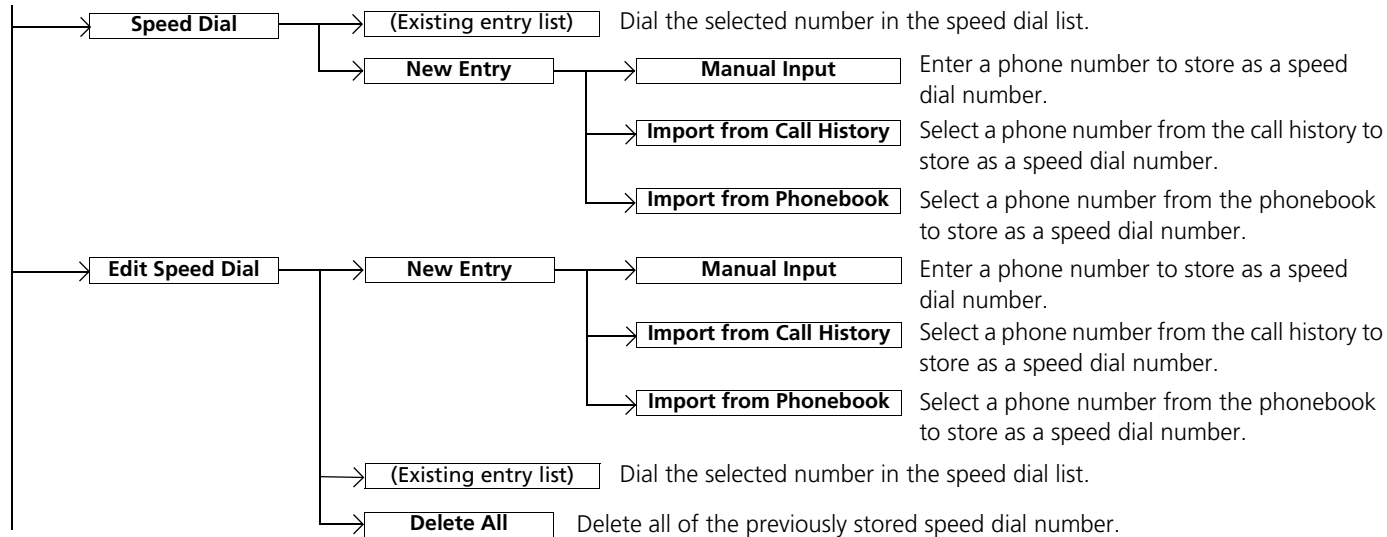 Speed Dial (Existing entry list) Dial the selected number in the speed dial list.
New Entry Manual Input Enter a phone number to store as a speed
dial number.
Import from Call History Select a phone number from the call history to
store as a speed dial number.
Import from Phonebook Select a phone number from the phonebook
to store as a speed dial number.
Edit Speed Dial New Entry Manual Input Enter a phone number to store as a speed
dial number.
Import from Call History Select a phone number from the call history to
store as a speed dial number.
Import from Phonebook Select a phone number from the phonebook
to store as a speed dial number.
(Existing entry list) Dial the selected number in the speed dial list.
Delete All Delete all of the previously stored speed dial number.